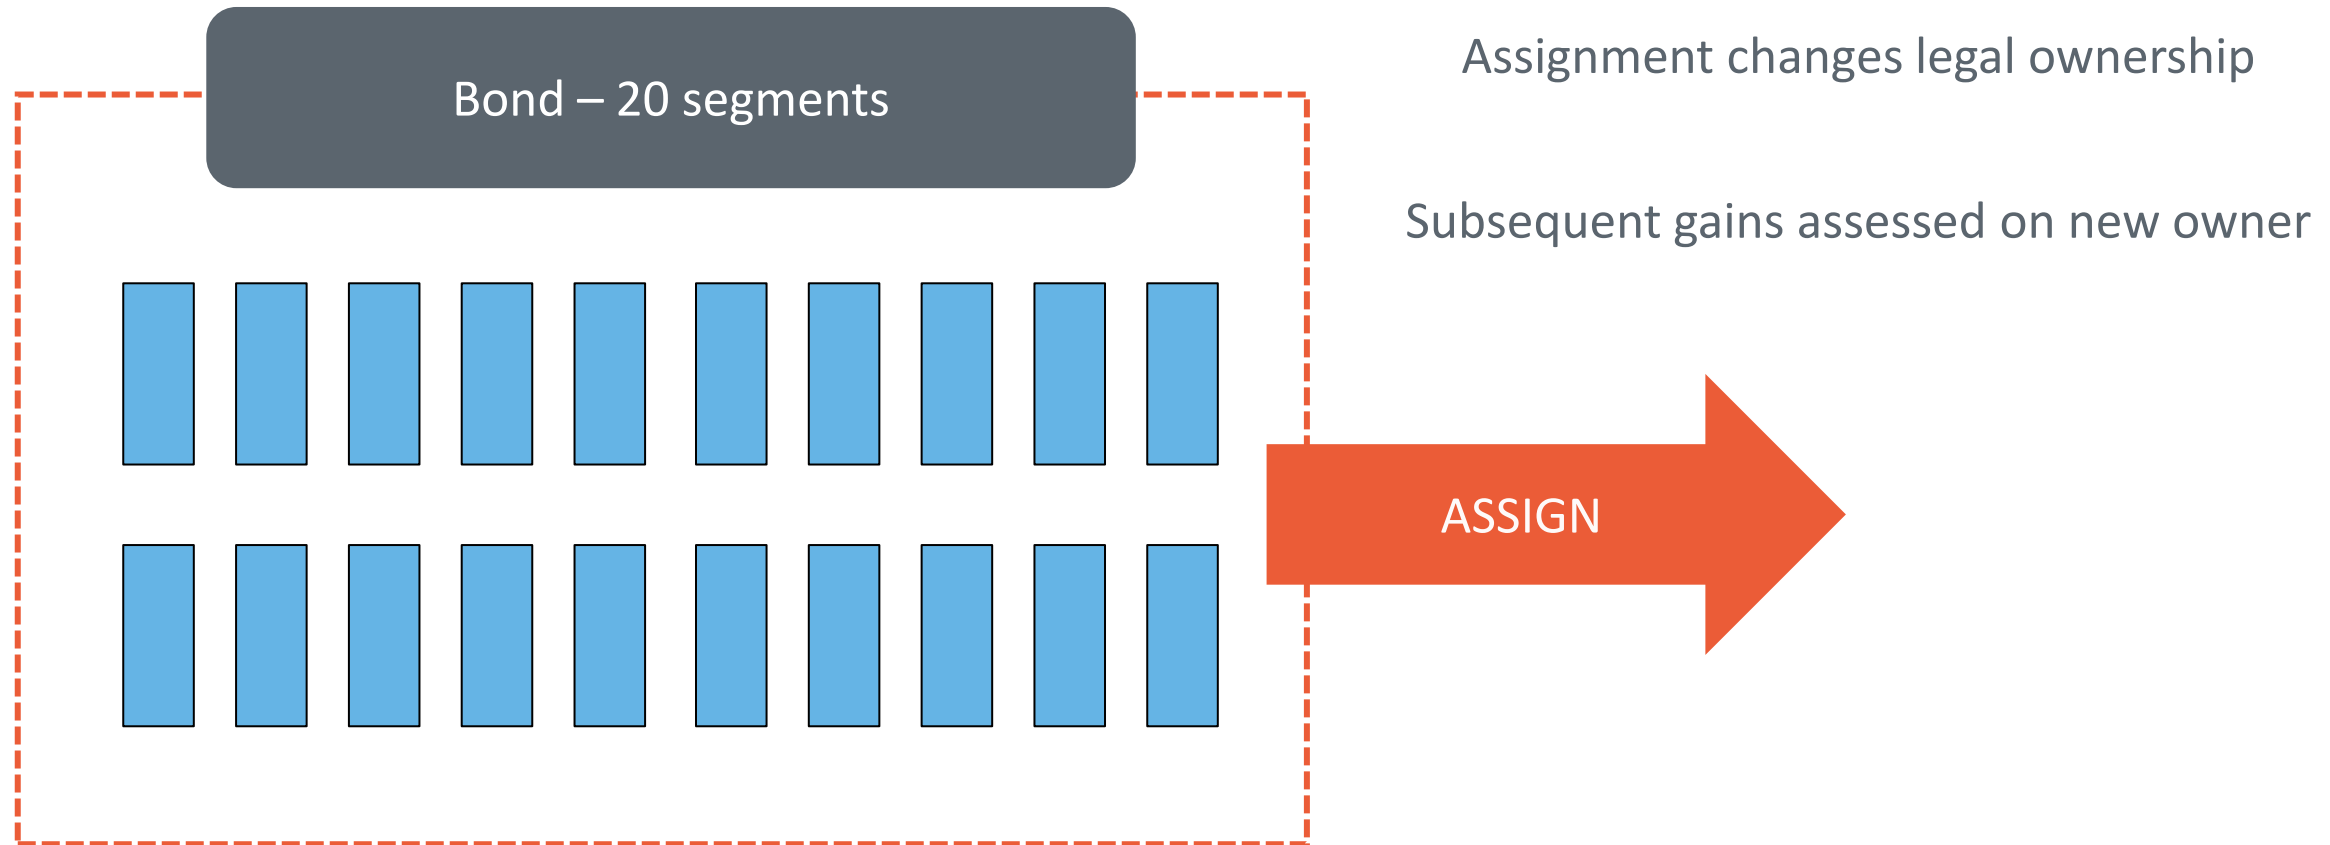 Bond – 20 segments
Assignment changes legal ownership
Subsequent gains assessed on new owner
ASSIGN